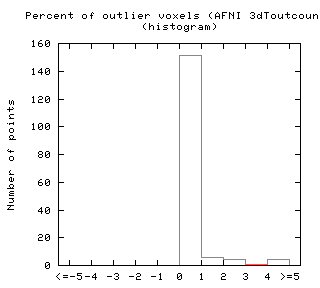 Percent of outlier voxels (AFNI 3dToutcoun
(histogram)
160
140
120
100
80
60
40
20
0
Number of points
<=-5 -4 -3 -2 -1 0 1 2 3 4 >=5